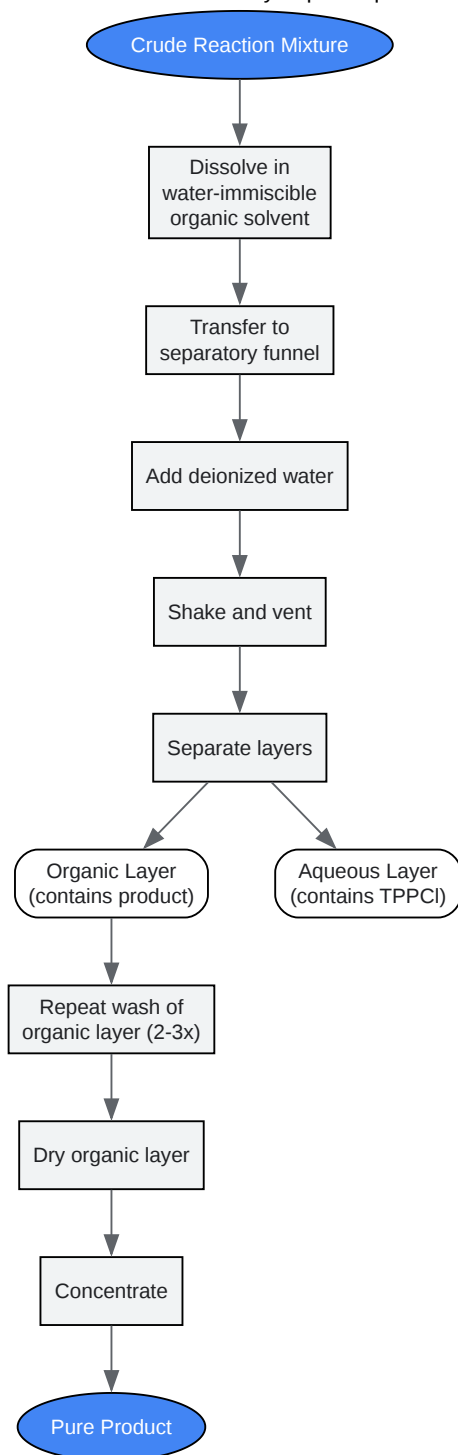 Crude Reaction Mixture
Dissolve in
water-immiscible
organic solvent
Transfer to
separatory funnel
Add deionized water
Shake and vent
Separate layers
Organic Layer
(contains product)
Aqueous Layer
(contains TPPCl)
Repeat wash of
organic layer (2-3x)
Dry organic layer
Concentrate
Pure Product